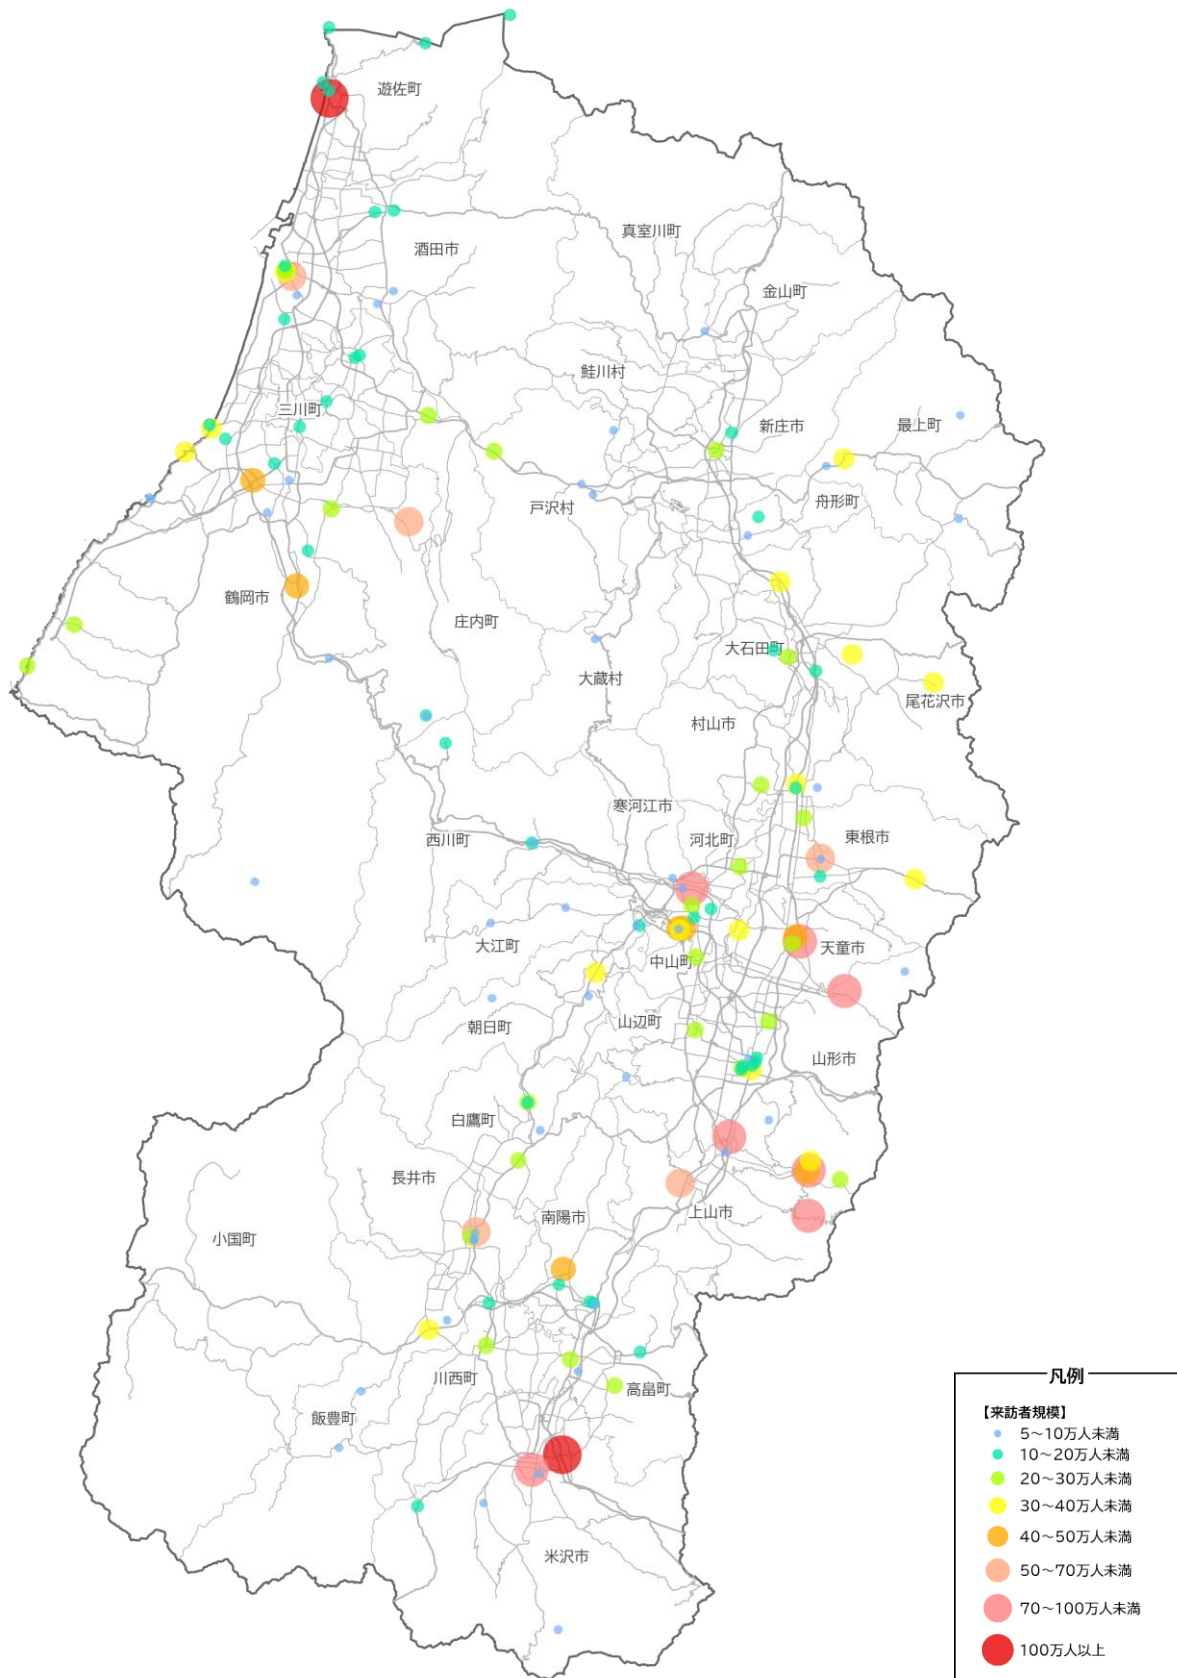 遊佐町
真室川町
酒田市
金山町
鮭川村
三川町
新庄市
最上町
戸沢村
舟形町
鶴岡市
庄内町
大石田町
大蔵村
尾花沢市
村山市
寒河江市
西川町
河北町
東根市
大江町
天童市
中山町
朝日町
山辺町
山形市
白鷹町
長井市
南陽市
上山市
小国町
川西町
高畠町
飯豊町
米沢市
凡例
【来訪者規模】
5～10万人未満
10～20万人未満
20～30万人未満
30～40万人未満
40～50万人未満
50～70万人未満
70～100万人未満
100万人以上